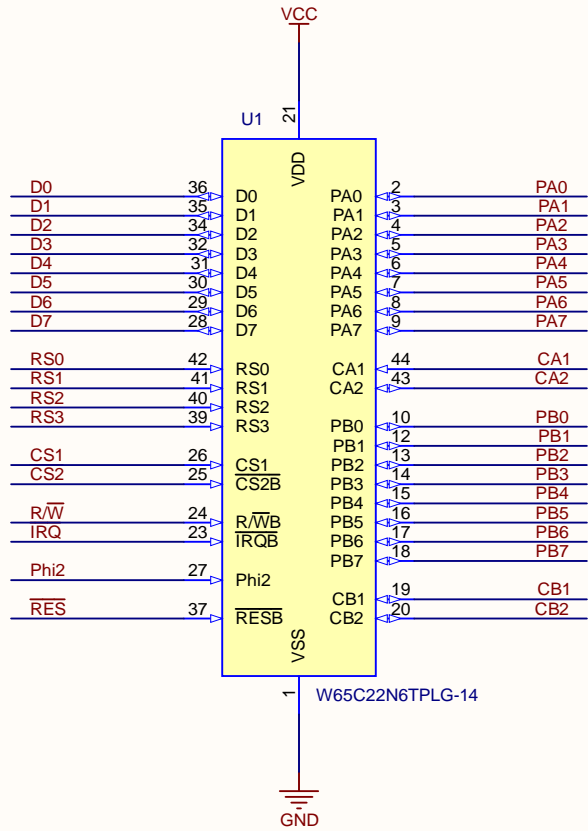 VCC
21
U1
VDD
D0 36 D0 PA0 2 PA0
D1 35 D1 PA1 3 PA1
D2 34 D2 PA2 4 PA2
D3 32 D3 PA3 5 PA3
D4 31 D4 PA4 6 PA4
D5 30 D5 PA5 7 PA5
D6 29 D6 PA6 8 PA6
D7 28 D7 PA7 9 PA7
RS0 42 RS0 CA1 44 CA1
RS1 41 RS1 CA2 43 CA2
RS2 40 RS2
RS3 39 RS3 PB0 10 PB0
PB1 12 PB1
CS1 26 CS1 PB2 13 PB2
CS2 25 C̅S̅2̅B̅ PB3 14 PB3
PB4 15 PB4
R/W̅ 24 R/W̅B PB5 16 PB5
IRQ 23 I̅R̅Q̅B̅ PB6 17 PB6
PB7 18 PB7
Phi2 27 Phi2
CB1 19 CB1
R̅E̅S̅ 37 R̅E̅S̅B̅ CB2 20 CB2
VSS
1
W65C22N6TPLG-14
GND